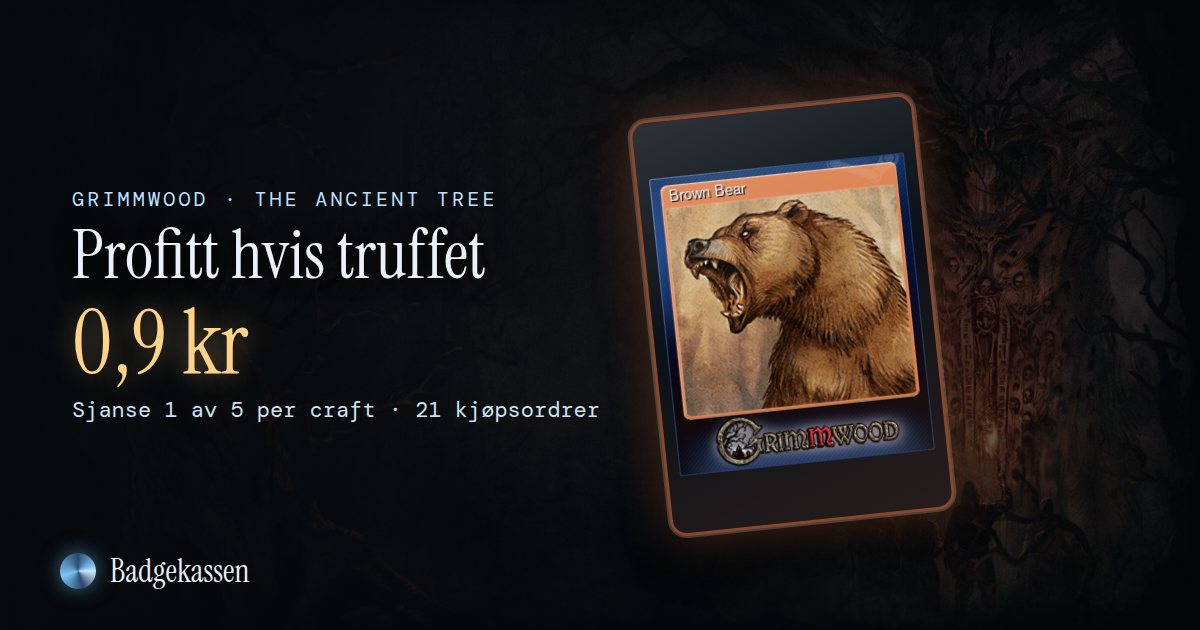 GRIMMWOOD · THE ANCIENT TREE
Profitt hvis truffet
0,9 kr
Sjanse 1 av 5 per craft · 21 kjøpsordrer
Brown Bear
GRIMMWOOD
Badgekassen